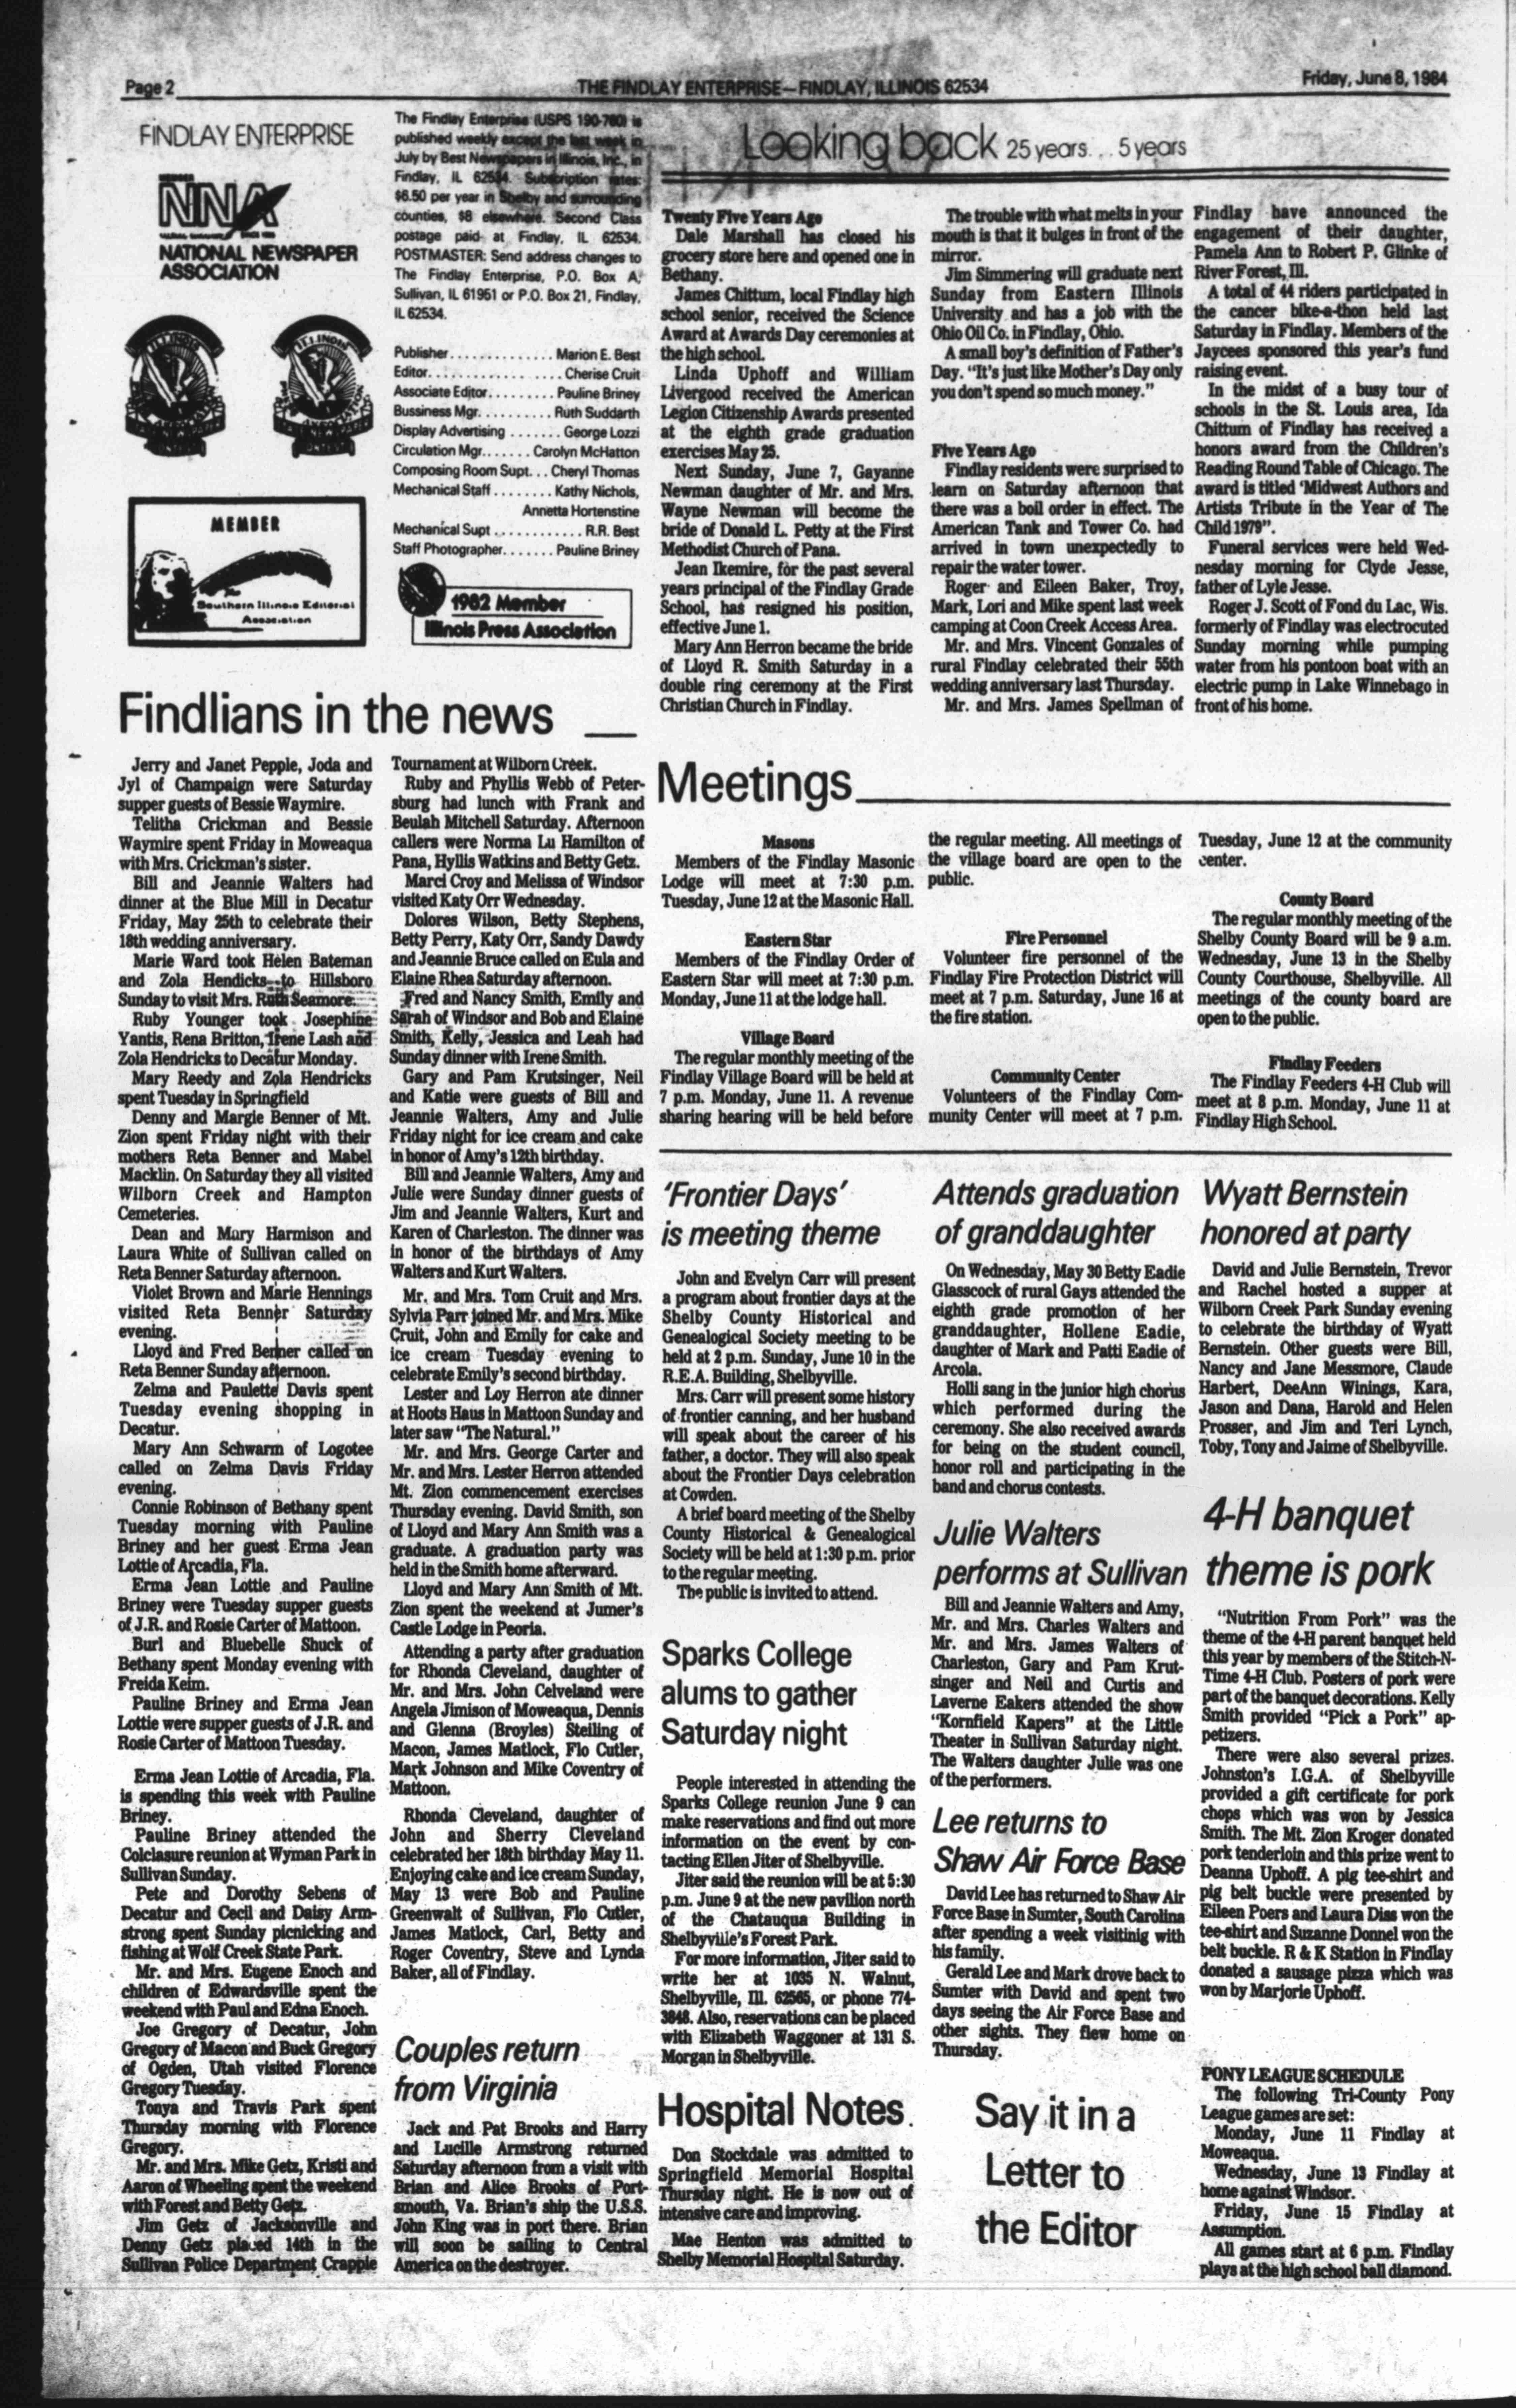 Page 2
THE FINDLAY ENTERPRISE—FINDLAY, ILLINOIS 62534
Friday, June 8, 1984
FINDLAY ENTERPRISE
MEMBER
NNA
NATIONAL NEWSPAPER
ASSOCIATION
MEMBER
Southern Illinois Editorial
Association
The Findlay Enterprise (USPS 190-760) is
published weekly except the last week in
July by Best Newspapers in Illinois, Inc., in
Findlay, IL 62534. Subscription rates:
$6.50 per year in Shelby and surrounding
counties, $8 elsewhere. Second Class
postage paid at Findlay, IL 62534.
POSTMASTER: Send address changes to
The Findlay Enterprise, P.O. Box A,
Sullivan, IL 61951 or P.O. Box 21, Findlay,
IL 62534.
Publisher.............. Marion E. Best
Editor.................. Cherise Cruit
Associate Editor......... Pauline Briney
Bussiness Mgr.......... Ruth Suddarth
Display Advertising ....... George Lozzi
Circulation Mgr....... Carolyn McHatton
Composing Room Supt... Cheryl Thomas
Mechanical Staff ........ Kathy Nichols,
Annetta Hortenstine
Mechanical Supt ............ R.R. Best
Staff Photographer....... Pauline Briney
1982 Member
Illinois Press Association
Looking back 25 years... 5 years
Twenty Five Years Ago
Dale Marshall has closed his
grocery store here and opened one in
Bethany.
James Chittum, local Findlay high
school senior, received the Science
Award at Awards Day ceremonies at
the high school.
Linda Uphoff and William
Livergood received the American
Legion Citizenship Awards presented
at the eighth grade graduation
exercises May 25.
Next Sunday, June 7, Gayanne
Newman daughter of Mr. and Mrs.
Wayne Newman will become the
bride of Donald L. Petty at the First
Methodist Church of Pana.
Jean Ikemire, for the past several
years principal of the Findlay Grade
School, has resigned his position,
effective June 1.
Mary Ann Herron became the bride
of Lloyd R. Smith Saturday in a
double ring ceremony at the First
Christian Church in Findlay.
The trouble with what melts in your
mouth is that it bulges in front of the
mirror.
Jim Simmering will graduate next
Sunday from Eastern Illinois
University and has a job with the
Ohio Oil Co. in Findlay, Ohio.
A small boy's definition of Father's
Day. "It's just like Mother's Day only
you don't spend so much money."
Five Years Ago
Findlay residents were surprised to
learn on Saturday afternoon that
there was a boil order in effect. The
American Tank and Tower Co. had
arrived in town unexpectedly to
repair the water tower.
Roger and Eileen Baker, Troy,
Mark, Lori and Mike spent last week
camping at Coon Creek Access Area.
Mr. and Mrs. Vincent Gonzales of
rural Findlay celebrated their 55th
wedding anniversary last Thursday.
Mr. and Mrs. James Spellman of
Findlay have announced the
engagement of their daughter,
Pamela Ann to Robert P. Glinke of
River Forest, Ill.
A total of 44 riders participated in
the cancer bike-a-thon held last
Saturday in Findlay. Members of the
Jaycees sponsored this year's fund
raising event.
In the midst of a busy tour of
schools in the St. Louis area, Ida
Chittum of Findlay has received a
honors award from the Children's
Reading Round Table of Chicago. The
award is titled 'Midwest Authors and
Artists Tribute in the Year of The
Child 1979".
Funeral services were held Wed-
nesday morning for Clyde Jesse,
father of Lyle Jesse.
Roger J. Scott of Fond du Lac, Wis.
formerly of Findlay was electrocuted
Sunday morning while pumping
water from his pontoon boat with an
electric pump in Lake Winnebago in
front of his home.
Findlians in the news
Jerry and Janet Pepple, Joda and
Jyl of Champaign were Saturday
supper guests of Bessie Waymire.
Telitha Crickman and Bessie
Waymire spent Friday in Moweaqua
with Mrs. Crickman's sister.
Bill and Jeannie Walters had
dinner at the Blue Mill in Decatur
Friday, May 25th to celebrate their
18th wedding anniversary.
Marie Ward took Helen Bateman
and Zola Hendicks to Hillsboro
Sunday to visit Mrs. Ruth Seamore.
Ruby Younger took Josephine
Yantis, Rena Britton, Irene Lash and
Zola Hendricks to Decatur Monday.
Mary Reedy and Zola Hendricks
spent Tuesday in Springfield
Denny and Margie Benner of Mt.
Zion spent Friday night with their
mothers Reta Benner and Mabel
Macklin. On Saturday they all visited
Wilborn Creek and Hampton
Cemeteries.
Dean and Mary Harmison and
Laura White of Sullivan called on
Reta Benner Saturday afternoon.
Violet Brown and Marie Hennings
visited Reta Benner Saturday
evening.
Lloyd and Fred Benner called on
Reta Benner Sunday afternoon.
Zelma and Paulette Davis spent
Tuesday evening shopping in
Decatur.
Mary Ann Schwarm of Logotee
called on Zelma Davis Friday
evening.
Connie Robinson of Bethany spent
Tuesday morning with Pauline
Briney and her guest Erma Jean
Lottie of Arcadia, Fla.
Erma Jean Lottie and Pauline
Briney were Tuesday supper guests
of J.R. and Rosie Carter of Mattoon.
Burl and Bluebelle Shuck of
Bethany spent Monday evening with
Freida Keim.
Pauline Briney and Erma Jean
Lottie were supper guests of J.R. and
Rosie Carter of Mattoon Tuesday.
Erma Jean Lottie of Arcadia, Fla.
is spending this week with Pauline
Briney.
Pauline Briney attended the
Colclasure reunion at Wyman Park in
Sullivan Sunday.
Pete and Dorothy Sebens of
Decatur and Cecil and Daisy Arm-
strong spent Sunday picnicking and
fishing at Wolf Creek State Park.
Mr. and Mrs. Eugene Enoch and
children of Edwardsville spent the
weekend with Paul and Edna Enoch.
Joe Gregory of Decatur, John
Gregory of Macon and Buck Gregory
of Ogden, Utah visited Florence
Gregory Tuesday.
Tonya and Travis Park spent
Thursday morning with Florence
Gregory.
Mr. and Mrs. Mike Getz, Kristi and
Aaron of Wheeling spent the weekend
with Forest and Betty Getz.
Jim Getz of Jacksonville and
Denny Getz placed 14th in the
Sullivan Police Department Crappie
Tournament at Wilborn Creek.
Ruby and Phyllis Webb of Peter-
sburg had lunch with Frank and
Beulah Mitchell Saturday. Afternoon
callers were Norma Lu Hamilton of
Pana, Hyllis Watkins and Betty Getz.
Marci Croy and Melissa of Windsor
visited Katy Orr Wednesday.
Dolores Wilson, Betty Stephens,
Betty Perry, Katy Orr, Sandy Dawdy
and Jeannie Bruce called on Eula and
Elaine Rhea Saturday afternoon.
Fred and Nancy Smith, Emily and
Sarah of Windsor and Bob and Elaine
Smith, Kelly, Jessica and Leah had
Sunday dinner with Irene Smith.
Gary and Pam Krutsinger, Neil
and Katie were guests of Bill and
Jeannie Walters, Amy and Julie
Friday night for ice cream and cake
in honor of Amy's 12th birthday.
Bill and Jeannie Walters, Amy and
Julie were Sunday dinner guests of
Jim and Jeannie Walters, Kurt and
Karen of Charleston. The dinner was
in honor of the birthdays of Amy
Walters and Kurt Walters.
Mr. and Mrs. Tom Cruit and Mrs.
Sylvia Parr joined Mr. and Mrs. Mike
Cruit, John and Emily for cake and
ice cream Tuesday evening to
celebrate Emily's second birthday.
Lester and Loy Herron ate dinner
at Hoots Haus in Mattoon Sunday and
later saw "The Natural."
Mr. and Mrs. George Carter and
Mr. and Mrs. Lester Herron attended
Mt. Zion commencement exercises
Thursday evening. David Smith, son
of Lloyd and Mary Ann Smith was a
graduate. A graduation party was
held in the Smith home afterward.
Lloyd and Mary Ann Smith of Mt.
Zion spent the weekend at Jumer's
Castle Lodge in Peoria.
Attending a party after graduation
for Rhonda Cleveland, daughter of
Mr. and Mrs. John Celveland were
Angela Jimison of Moweaqua, Dennis
and Glenna (Broyles) Steiling of
Macon, James Matlock, Flo Cutler,
Mark Johnson and Mike Coventry of
Mattoon.
Rhonda Cleveland, daughter of
John and Sherry Cleveland
celebrated her 18th birthday May 11.
Enjoying cake and ice cream Sunday,
May 13 were Bob and Pauline
Greenwalt of Sullivan, Flo Cutler,
James Matlock, Carl, Betty and
Roger Coventry, Steve and Lynda
Baker, all of Findlay.
Couples return
from Virginia
Jack and Pat Brooks and Harry
and Lucille Armstrong returned
Saturday afternoon from a visit with
Brian and Alice Brooks of Port-
smouth, Va. Brian's ship the U.S.S.
John King was in port there. Brian
will soon be sailing to Central
America on the destroyer.
Meetings
Masons
Members of the Findlay Masonic
Lodge will meet at 7:30 p.m.
Tuesday, June 12 at the Masonic Hall.
Eastern Star
Members of the Findlay Order of
Eastern Star will meet at 7:30 p.m.
Monday, June 11 at the lodge hall.
Village Board
The regular monthly meeting of the
Findlay Village Board will be held at
7 p.m. Monday, June 11. A revenue
sharing hearing will be held before
the regular meeting. All meetings of
the village board are open to the
public.
Fire Personnel
Volunteer fire personnel of the
Findlay Fire Protection District will
meet at 7 p.m. Saturday, June 16 at
the fire station.
Community Center
Volunteers of the Findlay Com-
munity Center will meet at 7 p.m.
Tuesday, June 12 at the community
center.
County Board
The regular monthly meeting of the
Shelby County Board will be 9 a.m.
Wednesday, June 13 in the Shelby
County Courthouse, Shelbyville. All
meetings of the county board are
open to the public.
Findlay Feeders
The Findlay Feeders 4-H Club will
meet at 8 p.m. Monday, June 11 at
Findlay High School.
'Frontier Days'
is meeting theme
John and Evelyn Carr will present
a program about frontier days at the
Shelby County Historical and
Genealogical Society meeting to be
held at 2 p.m. Sunday, June 10 in the
R.E.A. Building, Shelbyville.
Mrs. Carr will present some history
of frontier canning, and her husband
will speak about the career of his
father, a doctor. They will also speak
about the Frontier Days celebration
at Cowden.
A brief board meeting of the Shelby
County Historical & Genealogical
Society will be held at 1:30 p.m. prior
to the regular meeting.
The public is invited to attend.
Sparks College
alums to gather
Saturday night
People interested in attending the
Sparks College reunion June 9 can
make reservations and find out more
information on the event by con-
tacting Ellen Jiter of Shelbyville.
Jiter said the reunion will be at 5:30
p.m. June 9 at the new pavilion north
of the Chatauqua Building in
Shelbyville's Forest Park.
For more information, Jiter said to
write her at 1035 N. Walnut,
Shelbyville, Ill. 62565, or phone 774-
3848. Also, reservations can be placed
with Elizabeth Waggoner at 131 S.
Morgan in Shelbyville.
Hospital Notes
Don Stockdale was admitted to
Springfield Memorial Hospital
Thursday night. He is now out of
intensive care and improving.
Mae Henton was admitted to
Shelby Memorial Hospital Saturday.
Attends graduation
of granddaughter
On Wednesday, May 30 Betty Eadie
Glasscock of rural Gays attended the
eighth grade promotion of her
granddaughter, Hollene Eadie,
daughter of Mark and Patti Eadie of
Arcola.
Holli sang in the junior high chorus
which performed during the
ceremony. She also received awards
for being on the student council,
honor roll and participating in the
band and chorus contests.
Julie Walters
performs at Sullivan
Bill and Jeannie Walters and Amy,
Mr. and Mrs. Charles Walters and
Mr. and Mrs. James Walters of
Charleston, Gary and Pam Krut-
singer and Neil and Curtis and
Laverne Eakers attended the show
"Kornfield Kapers" at the Little
Theater in Sullivan Saturday night.
The Walters daughter Julie was one
of the performers.
Lee returns to
Shaw Air Force Base
David Lee has returned to Shaw Air
Force Base in Sumter, South Carolina
after spending a week visitinig with
his family.
Gerald Lee and Mark drove back to
Sumter with David and spent two
days seeing the Air Force Base and
other sights. They flew home on
Thursday.
Say it in a
Letter to
the Editor
Wyatt Bernstein
honored at party
David and Julie Bernstein, Trevor
and Rachel hosted a supper at
Wilborn Creek Park Sunday evening
to celebrate the birthday of Wyatt
Bernstein. Other guests were Bill,
Nancy and Jane Messmore, Claude
Harbert, DeeAnn Winings, Kara,
Jason and Dana, Harold and Helen
Prosser, and Jim and Teri Lynch,
Toby, Tony and Jaime of Shelbyville.
4-H banquet
theme is pork
"Nutrition From Pork" was the
theme of the 4-H parent banquet held
this year by members of the Stitch-N-
Time 4-H Club. Posters of pork were
part of the banquet decorations. Kelly
Smith provided "Pick a Pork" ap-
petizers.
There were also several prizes.
Johnston's I.G.A. of Shelbyville
provided a gift certificate for pork
chops which was won by Jessica
Smith. The Mt. Zion Kroger donated
pork tenderloin and this prize went to
Deanna Uphoff. A pig tee-shirt and
pig belt buckle were presented by
Eileen Poers and Laura Dias won the
tee-shirt and Suzanne Donnel won the
belt buckle. R & K Station in Findlay
donated a sausage pizza which was
won by Marjorie Uphoff.
PONY LEAGUE SCHEDULE
The following Tri-County Pony
League games are set:
Monday, June 11 Findlay at
Moweaqua.
Wednesday, June 13 Findlay at
home against Windsor.
Friday, June 15 Findlay at
Assumption.
All games start at 6 p.m. Findlay
plays at the high school ball diamond.